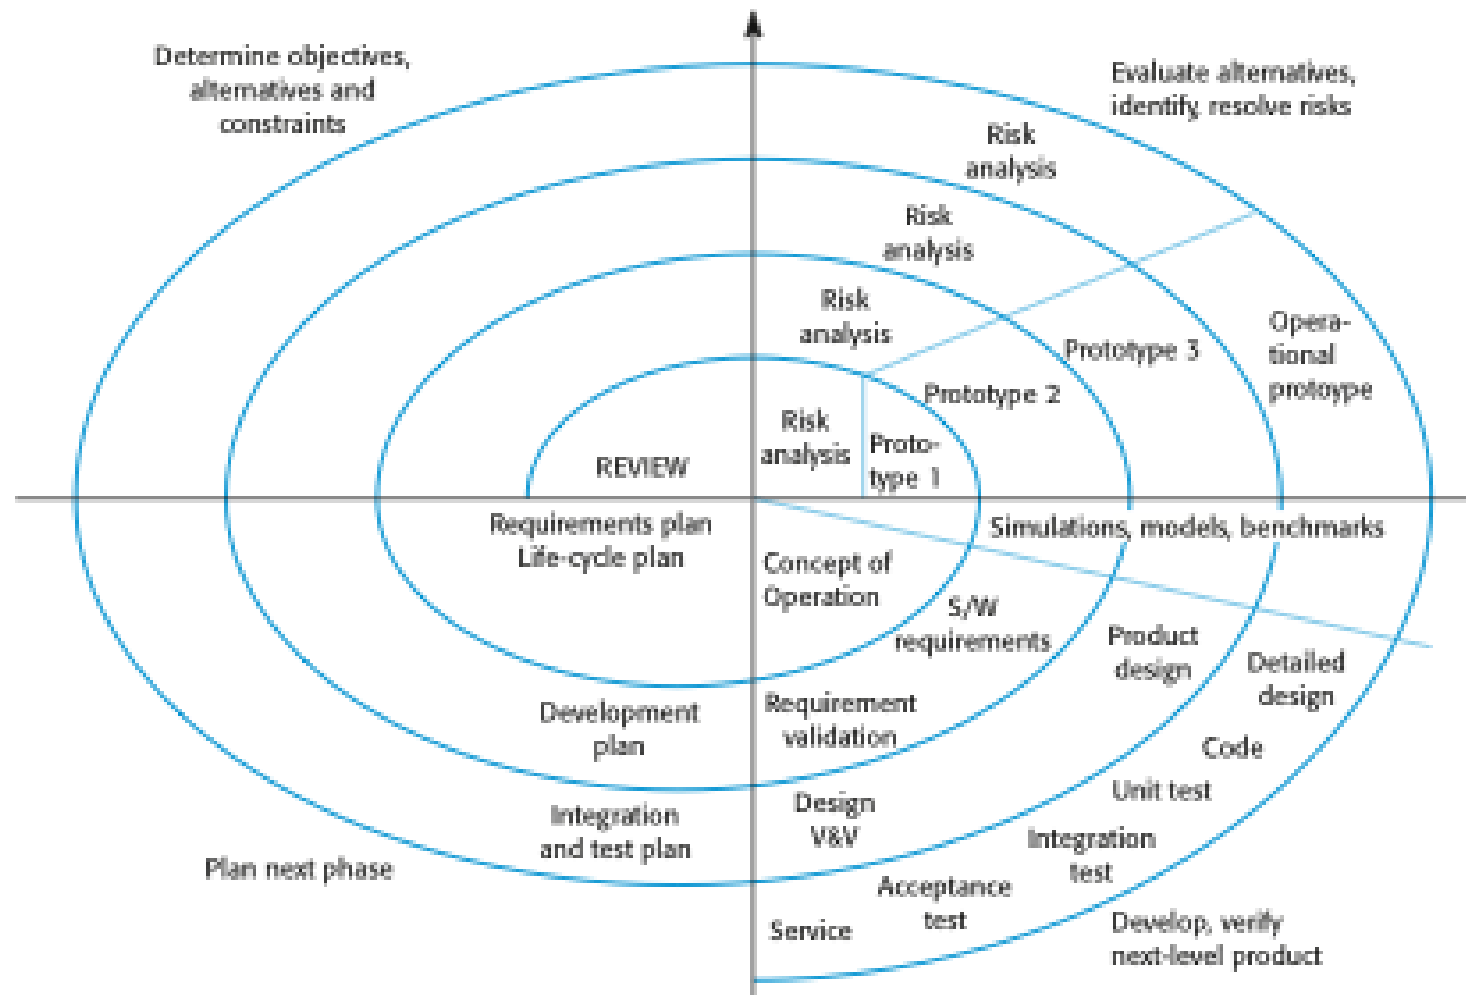 Determine objectives,
alternatives and
constraints
Evaluate alternatives,
identify, resolve risks
Risk
analysis
Risk
analysis
Risk
analysis
Risk
analysis
Proto-
type 1
Prototype 2
Prototype 3
Opera-
tional
protoype
REVIEW
Requirements plan
Life-cycle plan
Simulations, models, benchmarks
Concept of
Operation
S/W
requirements
Product
design
Detailed
design
Development
plan
Requirement
validation
Code
Unit test
Integration
and test plan
Design
V&V
Integration
test
Plan next phase
Acceptance
test
Service
Develop, verify
next-level product